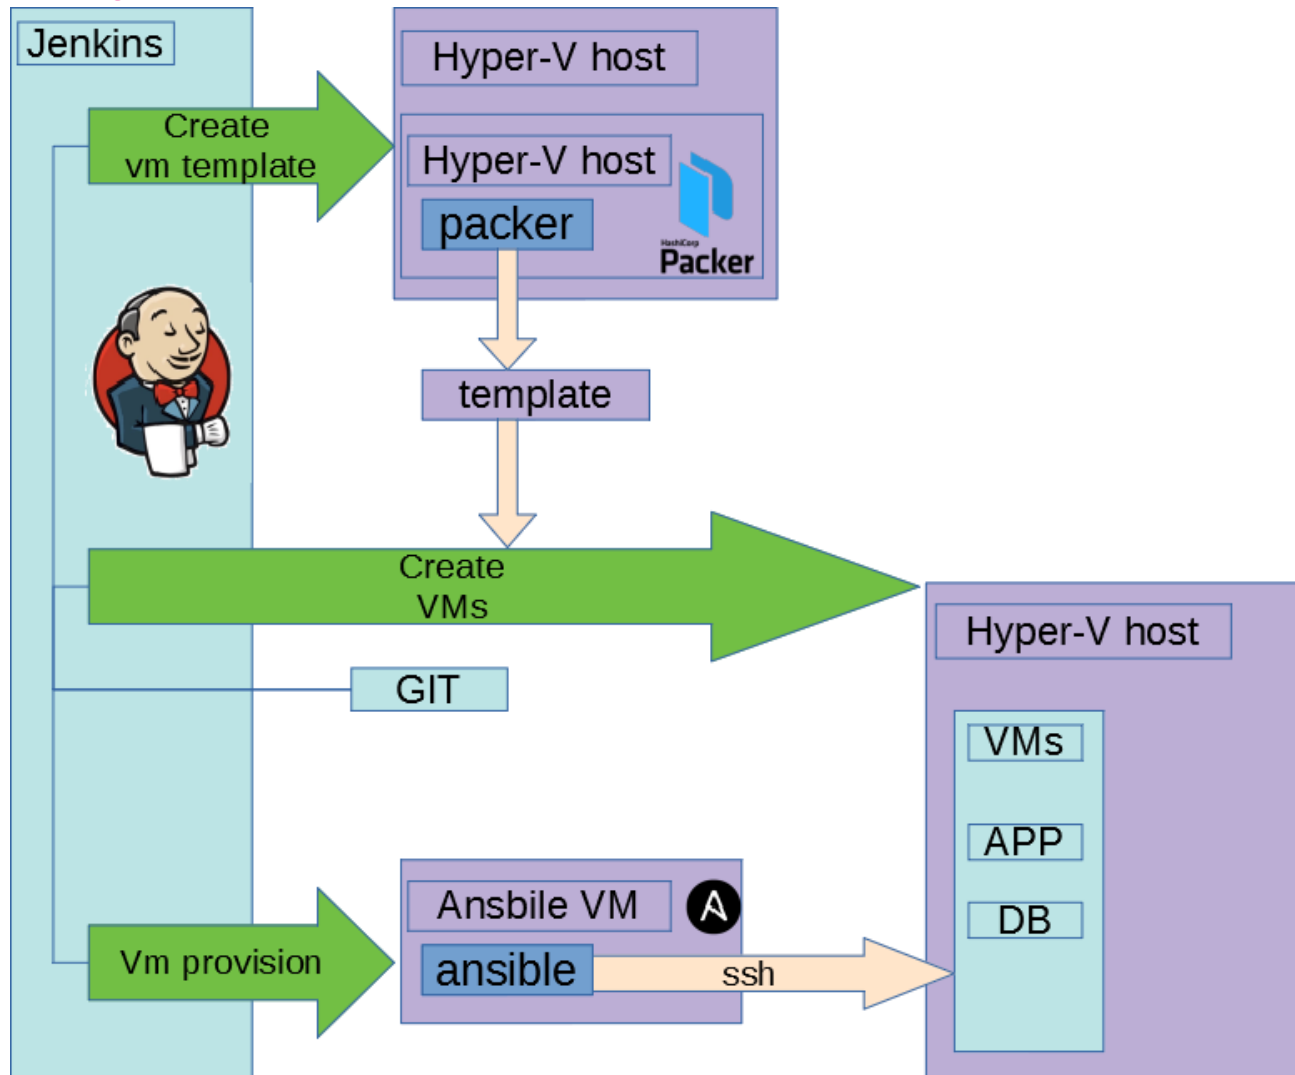 Jenkins
Hyper-V host
Create
vm template
Hyper-V host
packer
HashiCorp
Packer
template
Create
VMs
Hyper-V host
GIT
VMs
APP
DB
Ansbile VM
Vm provision
ansible
ssh